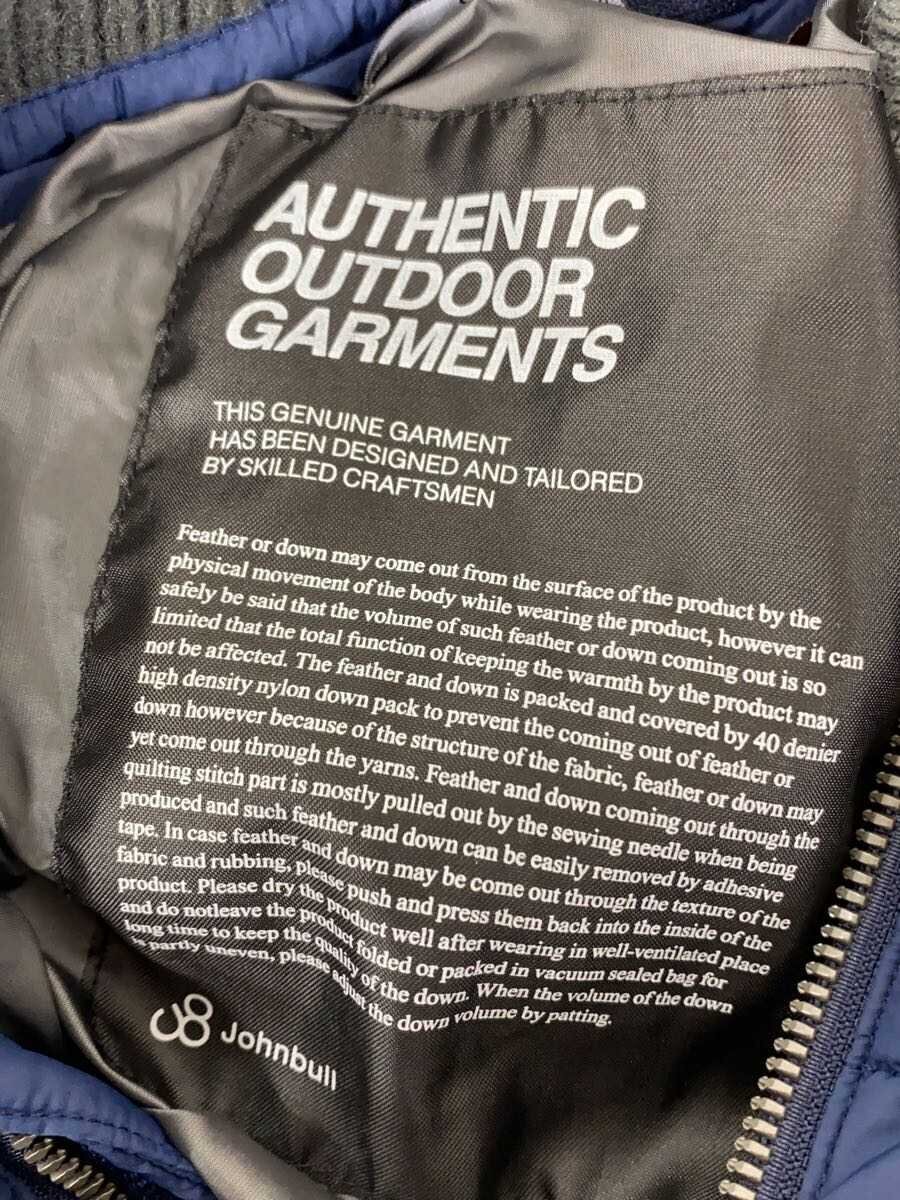 AUTHENTIC
OUTDOOR
GARMENTS
THIS GENUINE GARMENT
HAS BEEN DESIGNED AND TAILORED
BY SKILLED CRAFTSMEN
Feather or down may come out from the surface of the product by the
physical movement of the body while wearing the product, however it can
safely be said that the volume of such feather or down coming out is so
limited that the total function of keeping the warmth by the product may
not be affected. The feather and down is packed and covered by 40 denier
high density nylon down pack to prevent the coming out of feather or
down however because of the structure of the fabric, feather or down may
yet come out through the yarns. Feather and down coming out through the
quilting stitch part is mostly pulled out by the sewing needle when being
produced and such feather and down can be easily removed by adhesive
tape. In case feather and down may be come out through the texture of the
fabric and rubbing, please push and press them back into the inside of the
product. Please dry the product well after wearing in well-ventilated place
and do notleave the product folded or packed in vacuum sealed bag for
long time to keep the quality of the down. When the volume of the down
is partly uneven, please adjust the down volume by patting.
Johnbull